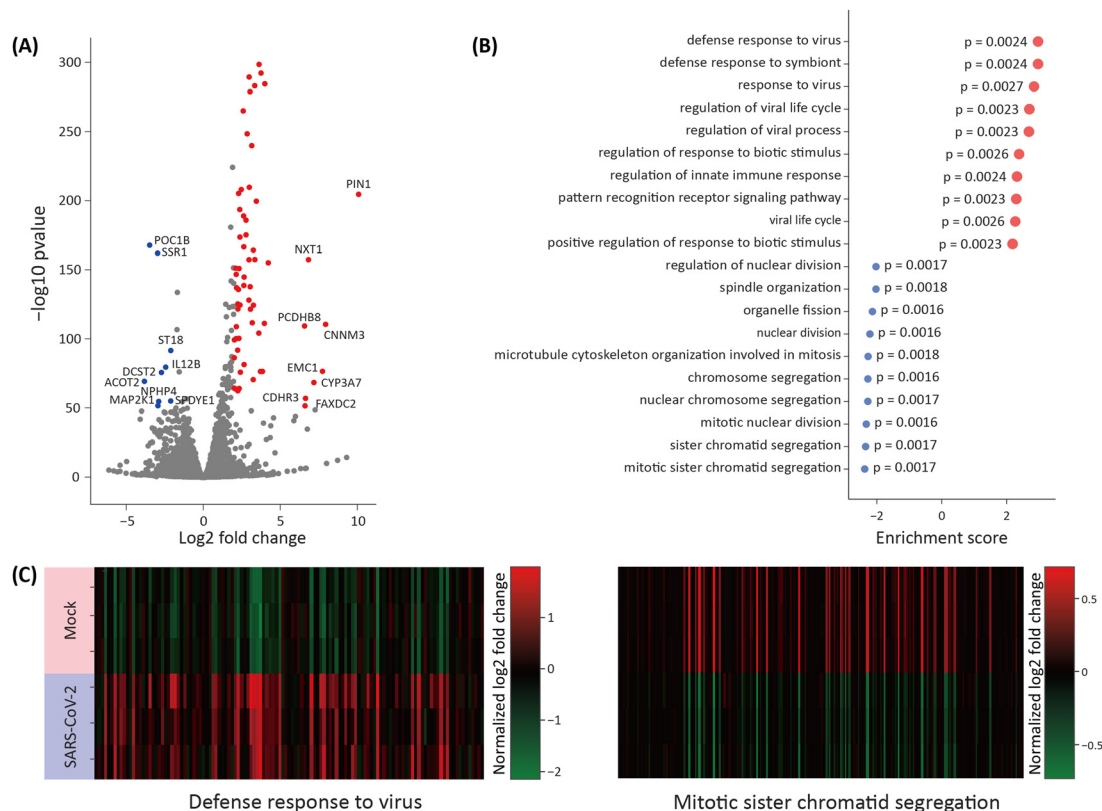 (A)
300
250
200
150
100
50
0
−log10 pvalue
−5
0
5
10
Log2 fold change
PIN1
POC1B
SSR1
NXT1
PCDHB8
CNNM3
ST18
IL12B
DCST2
ACOT2
NPHP4
MAP2K1
SPDYE1
EMC1
CYP3A7
CDHR3
FAXDC2
(B)
defense response to virus p = 0.0024
defense response to symbiont p = 0.0024
response to virus p = 0.0027
regulation of viral life cycle p = 0.0023
regulation of viral process p = 0.0023
regulation of response to biotic stimulus p = 0.0026
regulation of innate immune response p = 0.0024
pattern recognition receptor signaling pathway p = 0.0023
viral life cycle p = 0.0026
positive regulation of response to biotic stimulus p = 0.0023
regulation of nuclear division p = 0.0017
spindle organization p = 0.0018
organelle fission p = 0.0016
nuclear division p = 0.0016
microtubule cytoskeleton organization involved in mitosis p = 0.0018
chromosome segregation p = 0.0016
nuclear chromosome segregation p = 0.0017
mitotic nuclear division p = 0.0016
sister chromatid segregation p = 0.0017
mitotic sister chromatid segregation p = 0.0017
−2
0
2
Enrichment score
(C)
Mock
SARS-CoV-2
Normalized log2 fold change
1
0
−1
−2
Defense response to virus
Normalized log2 fold change
0.5
0
−0.5
Mitotic sister chromatid segregation